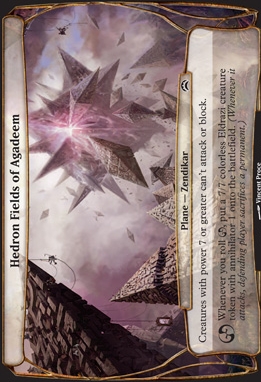 Hedron Fields of Agadeem
Plane — Zendikar
Creatures with power 7 or greater can't attack or block.
Whenever you roll , put a 7/7 colorless Eldrazi creature
token with annihilator 1 onto the battlefield. (Whenever it
attacks, defending player sacrifices a permanent.)
Vincent Proce